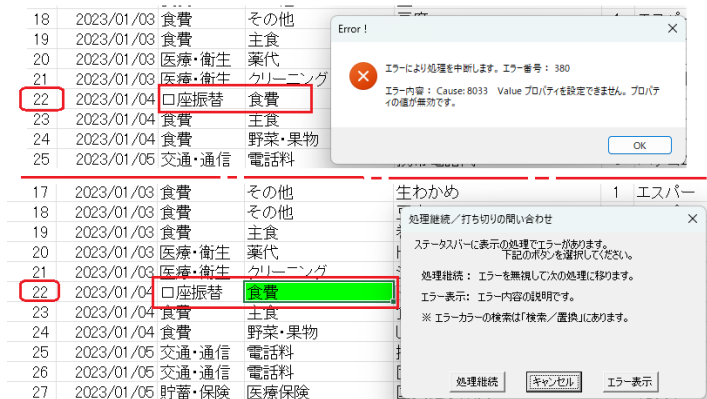 18 2023/01/03 食費 その他
19 2023/01/03 食費 主食
20 2023/01/03 医療・衛生 薬代
21 2023/01/03 医療・衛生 クリーニング
22 2023/01/04 口座振替 食費
23 2023/01/04 食費 主食
24 2023/01/04 食費 野菜・果物
25 2023/01/05 交通・通信 電話料
Error !
エラーにより処理を中断します。エラー番号： 380
エラー内容： Cause: 8033 Value プロパティを設定できません。プロパテ
ィの値が無効です。
OK
17 2023/01/03 食費 その他 生わかめ 1 エスパー
18 2023/01/03 食費 その他
19 2023/01/03 食費 主食
20 2023/01/03 医療・衛生 薬代
21 2023/01/03 医療・衛生 クリーニング
22 2023/01/04 口座振替 食費
23 2023/01/04 食費 主食
24 2023/01/04 食費 野菜・果物
25 2023/01/05 交通・通信 電話料
26 2023/01/05 交通・通信 電話料
27 2023/01/05 貯蓄・保険 医療保険
処理継続／打ち切りの問い合わせ
ステータスバーに表示の処理でエラーがあります。
下記のボタンを選択してください。
処理継続： エラーを無視して次の処理に移ります。
エラー表示： エラー内容の説明です。
※ エラーカラーの検索は「検索／置換」にあります。
処理継続 キャンセル エラー表示